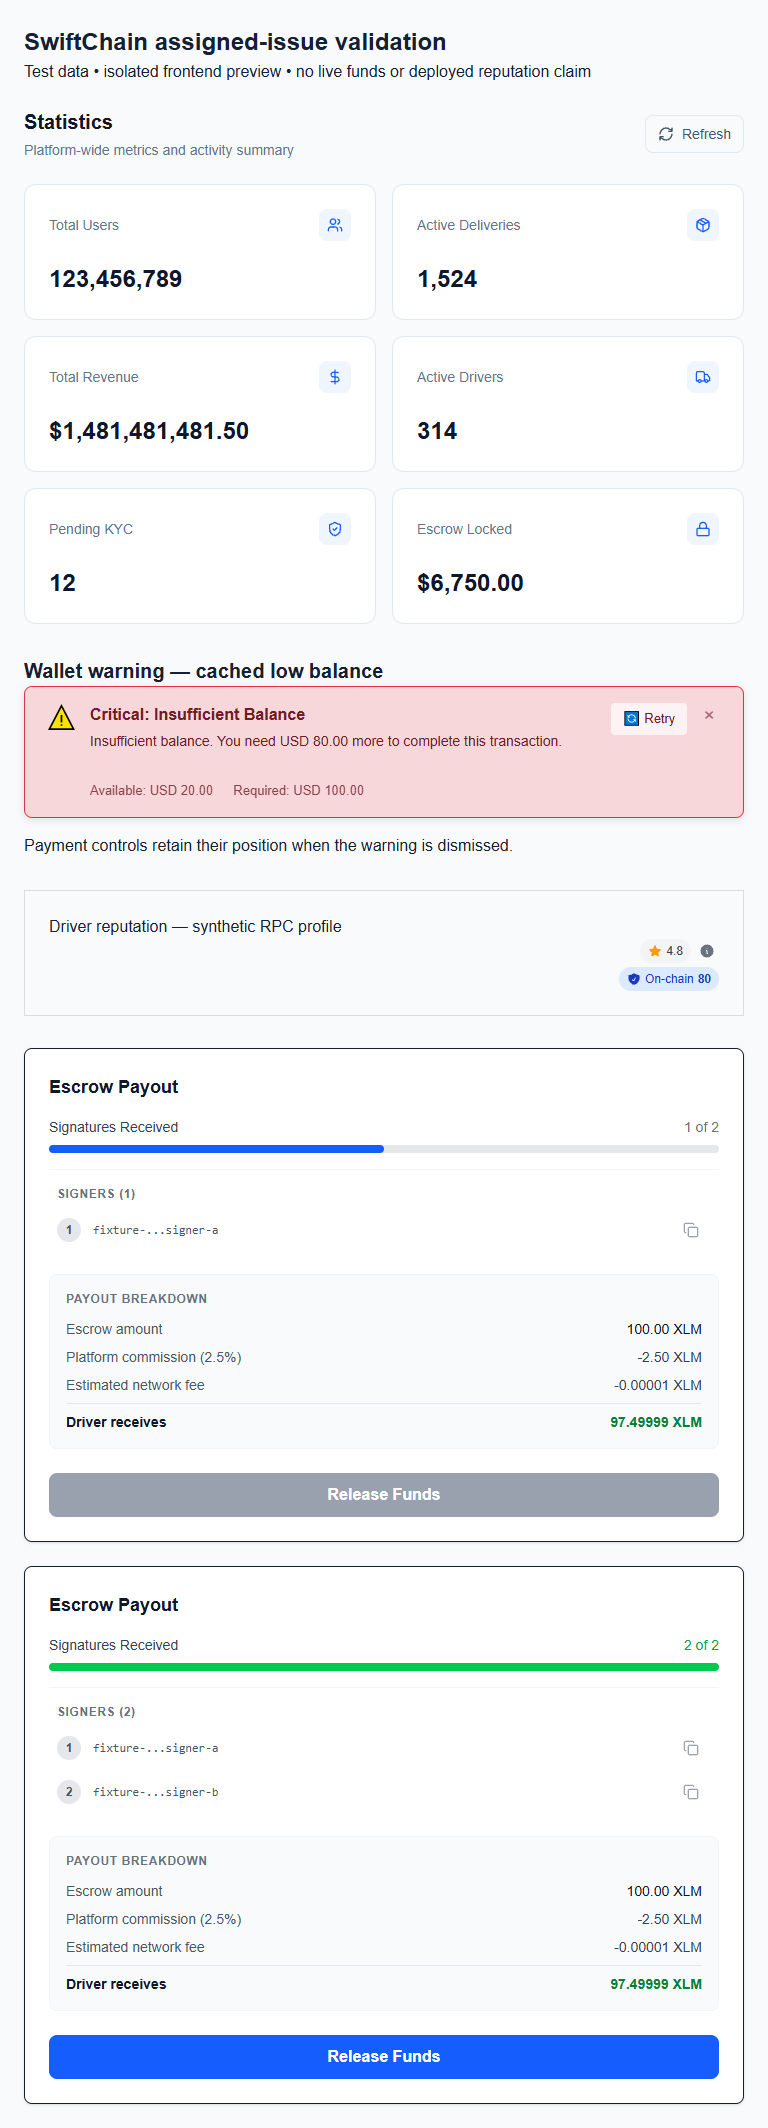 SwiftChain assigned-issue validation
Test data • isolated frontend preview • no live funds or deployed reputation claim
Statistics
Platform-wide metrics and activity summary
Refresh
Total Users
123,456,789
Active Deliveries
1,524
Total Revenue
$1,481,481,481.50
Active Drivers
314
Pending KYC
12
Escrow Locked
$6,750.00
Wallet warning — cached low balance
Critical: Insufficient Balance
Insufficient balance. You need USD 80.00 more to complete this transaction.
Available: USD 20.00 Required: USD 100.00
Retry
×
Payment controls retain their position when the warning is dismissed.
Driver reputation — synthetic RPC profile
4.8
On-chain 80
Escrow Payout
Signatures Received 1 of 2
SIGNERS (1)
1 fixture-...signer-a
PAYOUT BREAKDOWN
Escrow amount 100.00 XLM
Platform commission (2.5%) -2.50 XLM
Estimated network fee -0.00001 XLM
Driver receives 97.49999 XLM
Release Funds
Escrow Payout
Signatures Received 2 of 2
SIGNERS (2)
1 fixture-...signer-a
2 fixture-...signer-b
PAYOUT BREAKDOWN
Escrow amount 100.00 XLM
Platform commission (2.5%) -2.50 XLM
Estimated network fee -0.00001 XLM
Driver receives 97.49999 XLM
Release Funds